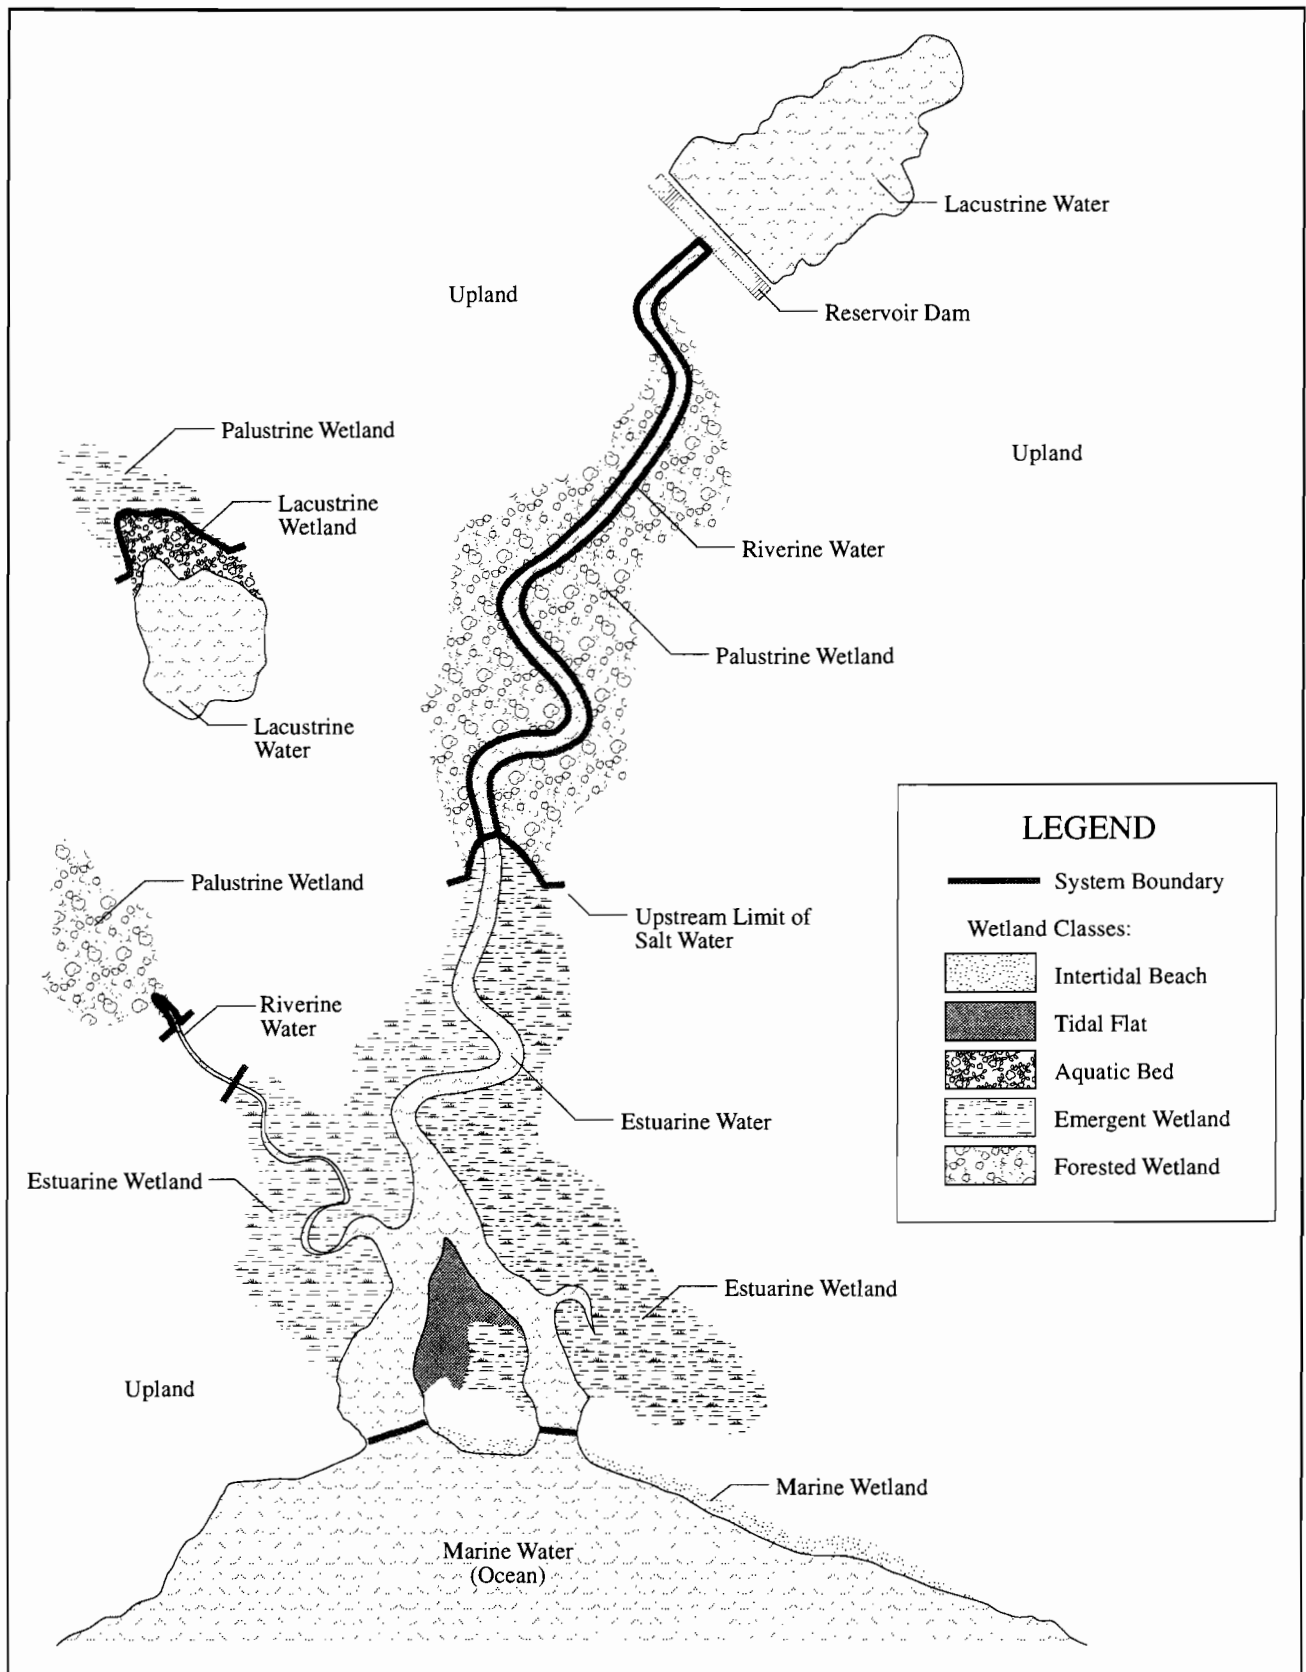 Lacustrine Water
Upland
Reservoir Dam
Palustrine Wetland
Upland
Lacustrine
Wetland
Riverine Water
Palustrine Wetland
Lacustrine
Water
LEGEND
System Boundary
Wetland Classes:
Intertidal Beach
Tidal Flat
Aquatic Bed
Emergent Wetland
Forested Wetland
Palustrine Wetland
Upstream Limit of
Salt Water
Riverine
Water
Estuarine Water
Estuarine Wetland
Estuarine Wetland
Upland
Marine Wetland
Marine Water
(Ocean)